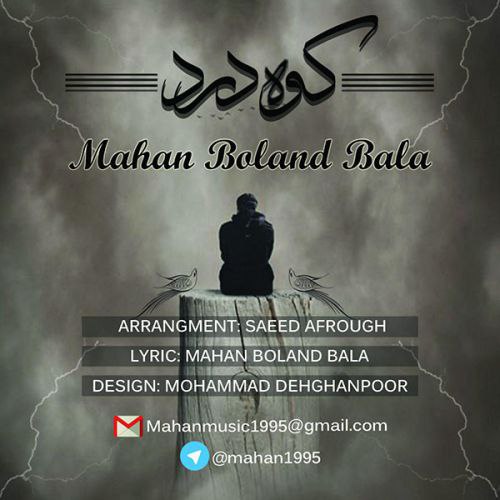 کوه درد
Mahan Boland Bala
ARRANGMENT: SAEED AFROUGH
LYRIC: MAHAN BOLAND BALA
DESIGN: MOHAMMAD DEHGHANPOOR
Mahanmusic1995@gmail.com
@mahan1995